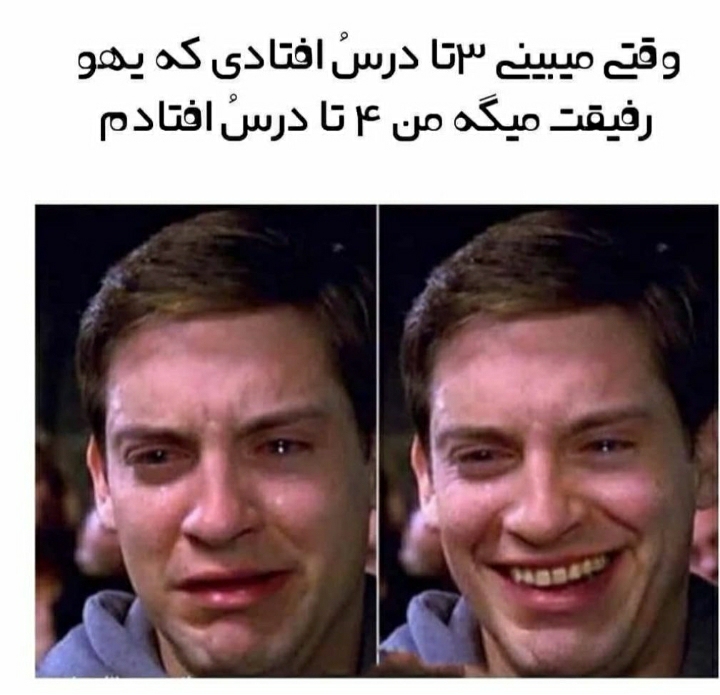 وقتی میبینی ۳تا درسُ افتادی که یهو
رفیقت میگه من ۴ تا درسُ افتادم